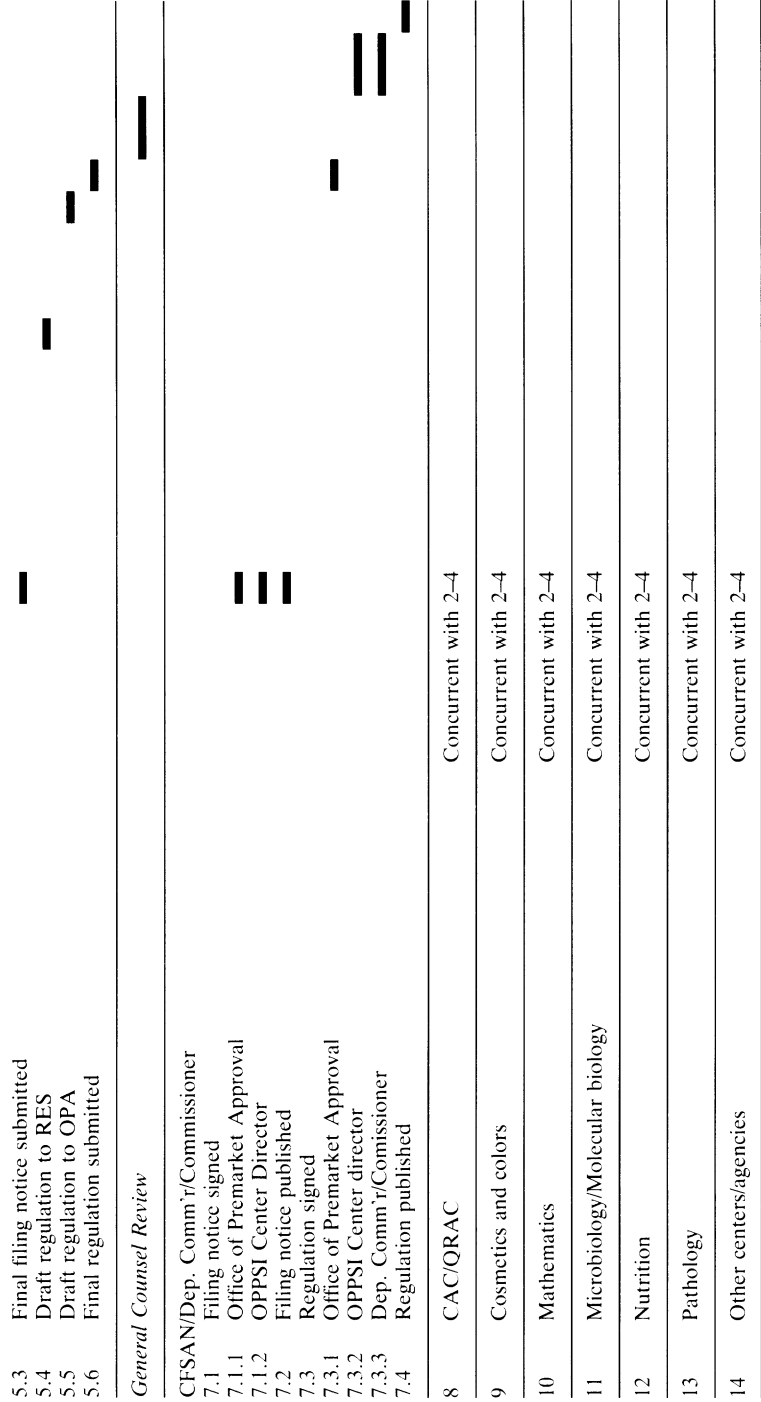 5.3 Final filing notice submitted
5.4 Draft regulation to RES
5.5 Draft regulation to OPA
5.6 Final regulation submitted
General Counsel Review
CFSAN/Dep. Comm'r/Commissioner
7.1 Filing notice signed
7.1.1 Office of Premarket Approval
7.1.2 OPPSI Center Director
7.2 Filing notice published
7.3 Regulation signed
7.3.1 Office of Premarket Approval
7.3.2 OPPSI Center director
7.3.3 Dep. Comm'r/Comissioner
7.4 Regulation published
8 CAC/QRAC Concurrent with 2–4
9 Cosmetics and colors Concurrent with 2–4
10 Mathematics Concurrent with 2–4
11 Microbiology/Molecular biology Concurrent with 2–4
12 Nutrition Concurrent with 2–4
13 Pathology Concurrent with 2–4
14 Other centers/agencies Concurrent with 2–4